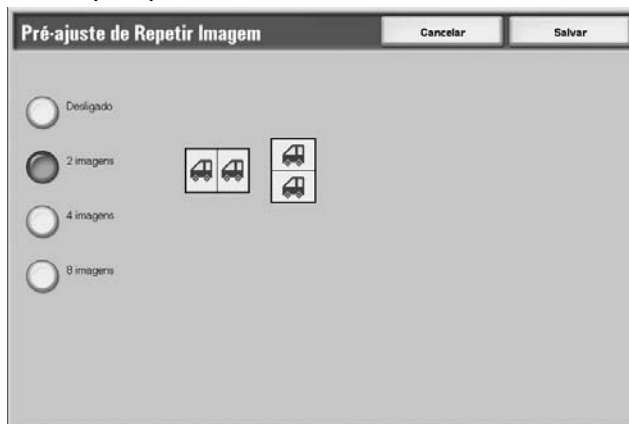 Pré-ajuste de Repetir Imagem
Cancelar
Salvar
Desligado
2 imagens
4 imagens
8 imagens